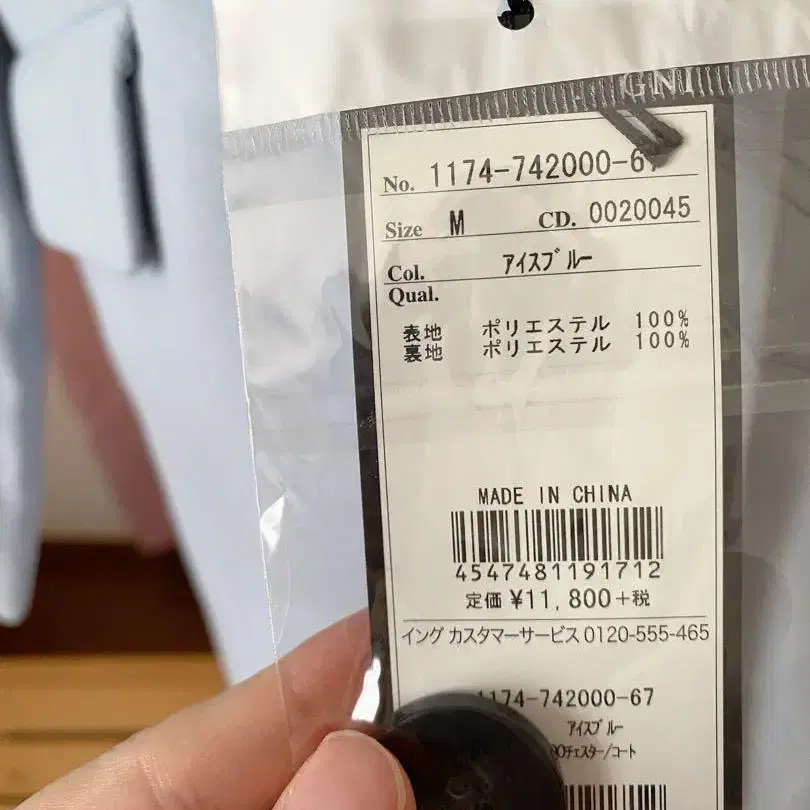 No. 1174-742000-67
Size M CD. 0020045
Col. アイスブルー
Qual.
表地 ポリエステル 100%
裏地 ポリエステル 100%
MADE IN CHINA
4547481191712
定価 ¥11,800+税
イング カスタマーサービス 0120-555-465
1174-742000-67
アイスブルー
チェスター/コート